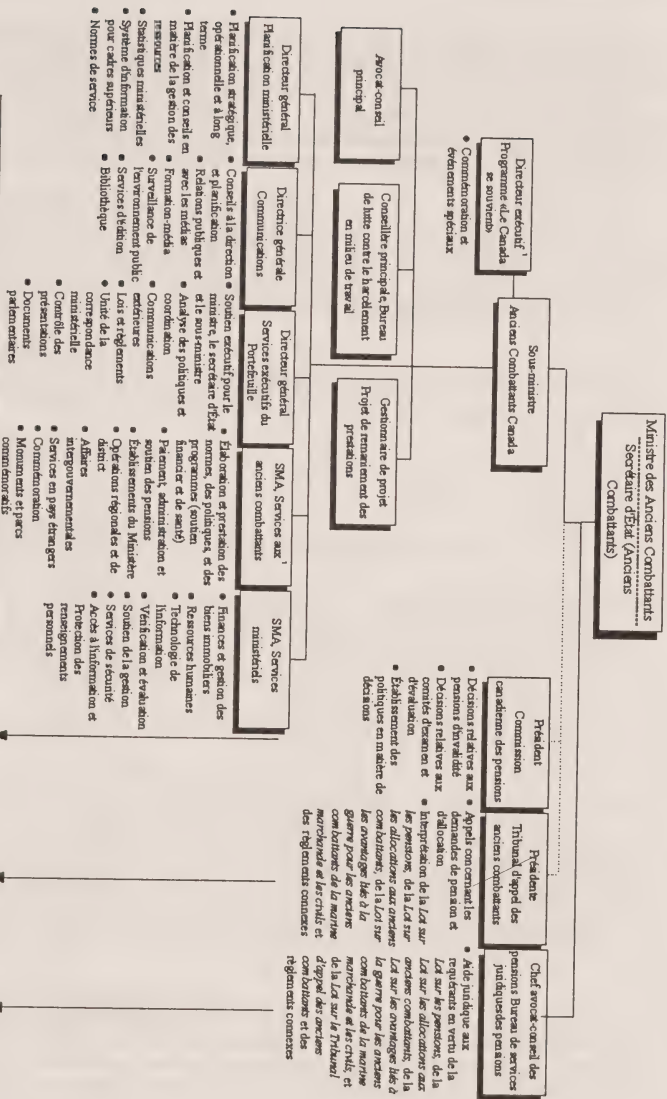 Ministre des Anciens Combattants
Secrétaire d'État (Anciens
Combattants)
Sous-ministre
Anciens Combattants Canada
Directeur exécutif ¹
Programme «Le Canada
se souvient»
• Commémoration et
événements spéciaux
Avocat-conseil
principal
Conseillère principale, Bureau
de lutte contre le harcèlement
en milieu de travail
Gestionnaire de projet
Projet de remaniement des
prestations
Directeur général
Planification ministérielle
• Planification stratégique,
opérationnelle et à long
terme
• Planification et conseils en
matière de la gestion des
ressources
• Statistiques ministérielles
• Système d'information
pour cadres supérieurs
• Normes de service
Directrice générale
Communications
• Conseils à la direction
et planification
• Relations publiques et
avec les médias
• Formation-média
• Surveillance de
l'environnement public
• Services d'édition
• Bibliothèque
Directeur général
Services exécutifs du
Portefeuille
• Soutien exécutif pour le
ministre, le secrétaire d'État
et le sous-ministre
• Analyse des politiques et
coordination
• Communications
extérieures
• Lois et règlements
• Unité de la
correspondance
ministérielle
• Contrôle des
présentations
• Documents
parlementaires
SMA, Services aux ¹
anciens combattants
• Élaboration et prestation des
normes, des politiques, et des
programmes (soutien
financier et de santé)
• Paiement, administration et
soutien des pensions
• Établissements du Ministère
• Opérations régionales et de
district
• Affaires
intergouvernementales
• Services en pays étrangers
• Commémoration
• Monuments et parcs
commémoratifs
SMA, Services
ministériels
• Finances et gestion des
biens immobiliers
• Ressources humaines
• Technologie de
l'information
• Vérification et évaluation
• Soutien de la gestion
• Services de sécurité
• Accès à l'information et
Protection des
renseignements
personnels
Président
Commission
canadienne des pensions
• Décisions relatives aux
pensions d'invalidité
• Décisions relatives aux
comités d'examen et
d'évaluation
• Établissement des
politiques en matière de
décisions
Présidente
Tribunal d'appel des
anciens combattants
• Appels concernant les
demandes de pension et
d'allocation
• Interprétation de la Loi sur
les pensions, de la Loi sur
les allocations aux anciens
combattants, de la Loi sur
les avantages liés à la
guerre pour les anciens
combattants de la marine
marchande et les civils et
des règlements connexes
Chef avocat-conseil des
pensions Bureau de services
juridiques des pensions
• Aide juridique aux
requérants en vertu de la
Loi sur les pensions, de la
Loi sur les allocations aux
anciens combattants, de la
Loi sur les avantages liés à
la guerre pour les anciens
combattants de la marine
marchande et les civils, et
de la Loi sur le Tribunal
d'appel des anciens
combattants et des
règlements connexes